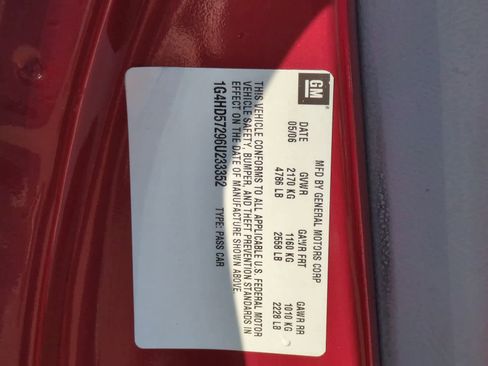 GM
MFD BY GENERAL MOTORS CORP
DATE GVWR GAWR FRT GAWR RR
05/06 2170 KG 1160 KG 1010 KG
4786 LB 2558 LB 2228 LB
THIS VEHICLE CONFORMS TO ALL APPLICABLE U.S. FEDERAL MOTOR
VEHICLE SAFETY, BUMPER, AND THEFT PREVENTION STANDARDS IN
EFFECT ON THE DATE OF MANUFACTURE SHOWN ABOVE.
1G4HD57296U233352 TYPE: PASS CAR